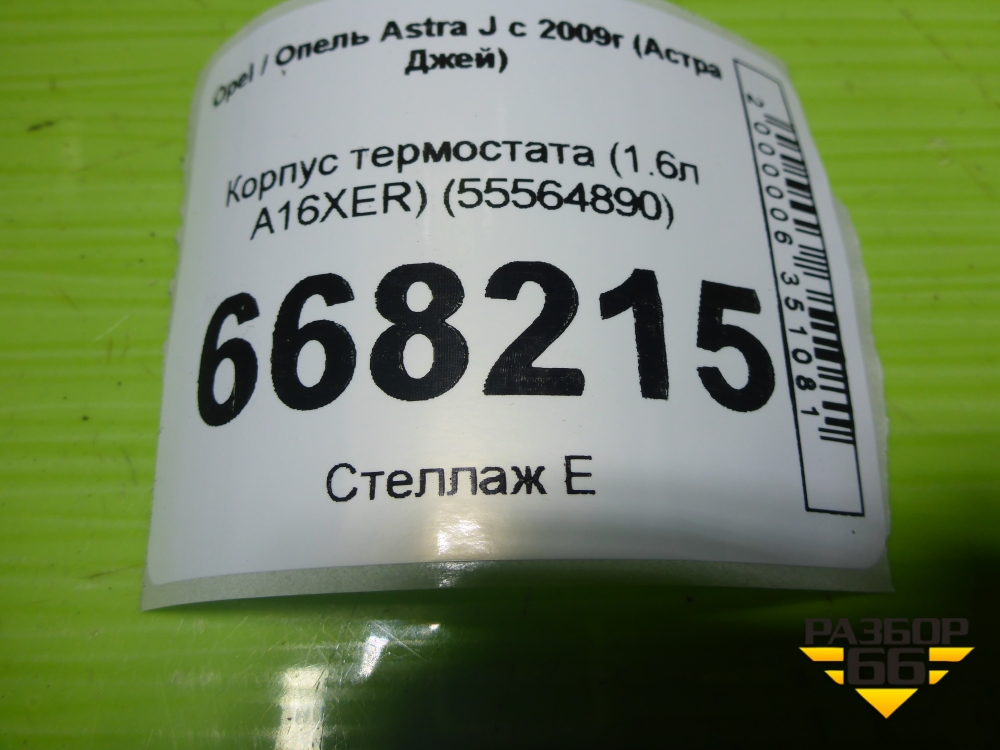 Opel / Опель Astra J с 2009г (Астра
Джей)
Корпус термостата (1.6л
A16XER) (55564890)
668215
Стеллаж Е
2000006351081
РАЗБОР
66